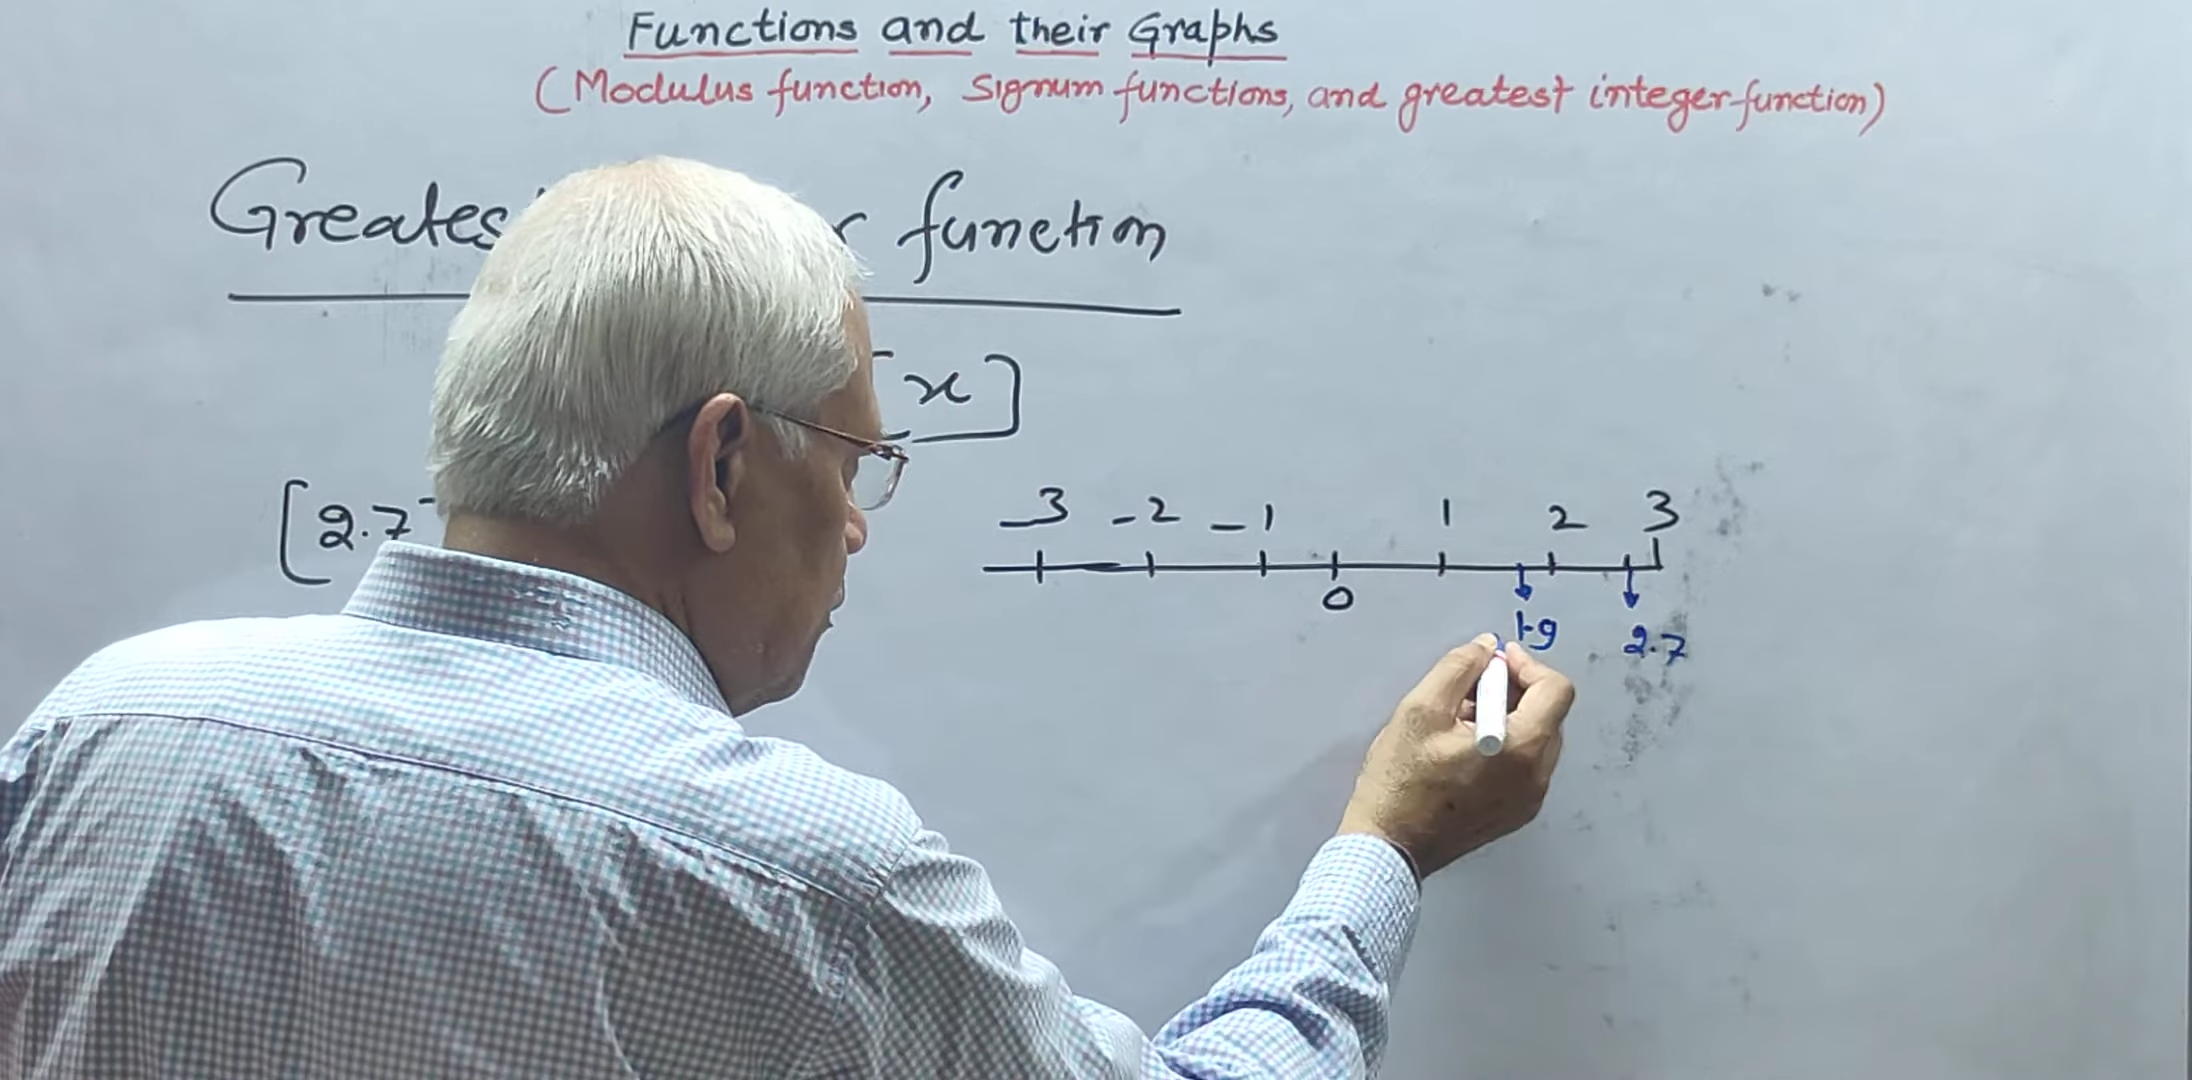 Functions and their Graphs
(Modulus function, Signum functions, and greatest integer function)
function
[x]
[2.7
-3 -2 -1 1 2 3
0
1.9 2.7